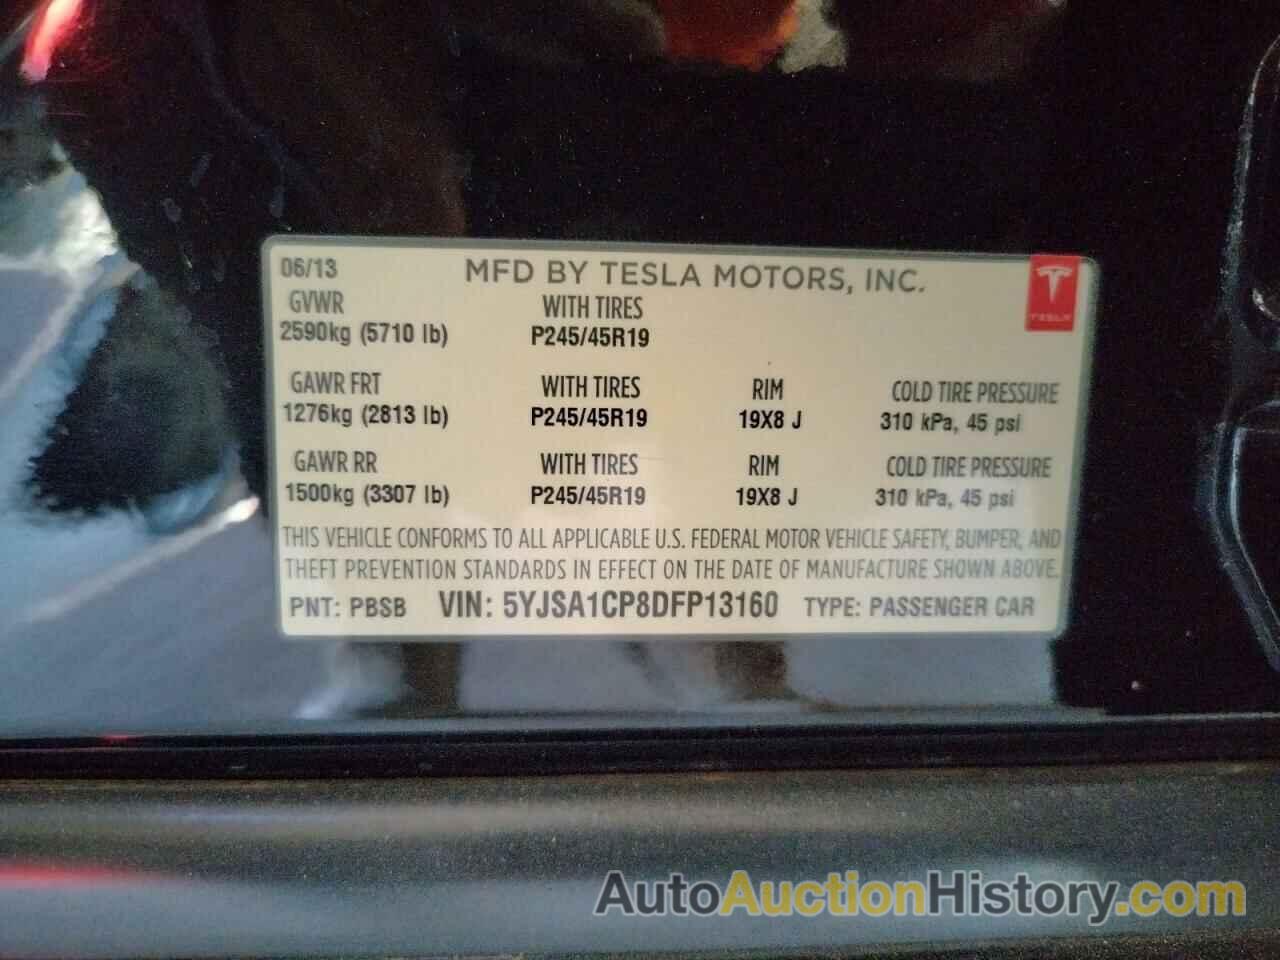 06/13 MFD BY TESLA MOTORS, INC.
TESLA
GVWR WITH TIRES
2590kg (5710 lb) P245/45R19
GAWR FRT WITH TIRES RIM COLD TIRE PRESSURE
1276kg (2813 lb) P245/45R19 19X8 J 310 kPa, 45 psi
GAWR RR WITH TIRES RIM COLD TIRE PRESSURE
1500kg (3307 lb) P245/45R19 19X8 J 310 kPa, 45 psi
THIS VEHICLE CONFORMS TO ALL APPLICABLE U.S. FEDERAL MOTOR VEHICLE SAFETY, BUMPER, AND
THEFT PREVENTION STANDARDS IN EFFECT ON THE DATE OF MANUFACTURE SHOWN ABOVE.
PNT: PBSB VIN: 5YJSA1CP8DFP13160 TYPE: PASSENGER CAR
AutoAuctionHistory.com